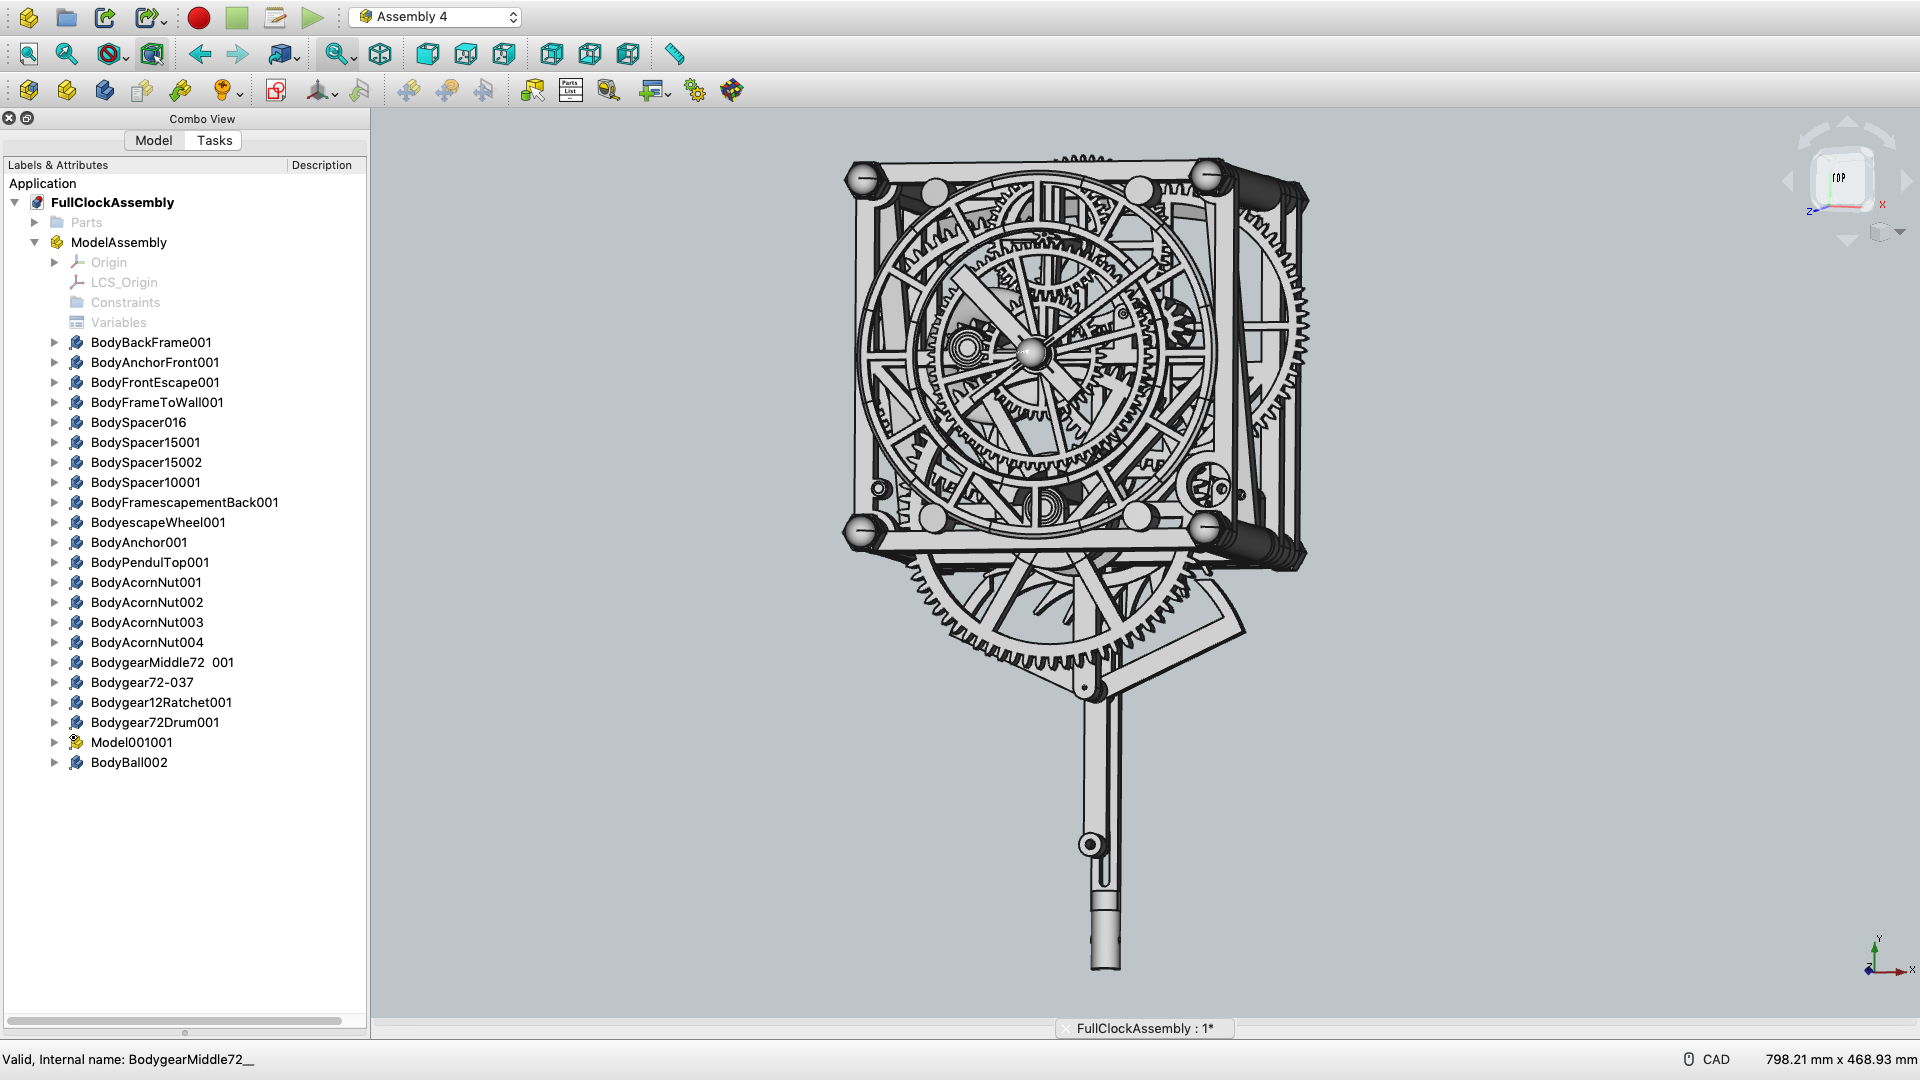 Assembly 4
Parts
List
Combo View
Model Tasks
Labels & Attributes Description
Application
FullClockAssembly
Parts
ModelAssembly
Origin
LCS_Origin
Constraints
Variables
BodyBackFrame001
BodyAnchorFront001
BodyFrontEscape001
BodyFrameToWall001
BodySpacer016
BodySpacer15001
BodySpacer15002
BodySpacer10001
BodyFramescapementBack001
BodyescapeWheel001
BodyAnchor001
BodyPendulTop001
BodyAcornNut001
BodyAcornNut002
BodyAcornNut003
BodyAcornNut004
BodygearMiddle72 001
Bodygear72-037
Bodygear12Ratchet001
Bodygear72Drum001
Model001001
BodyBall002
TOP
Z X
Y
Z X
FullClockAssembly : 1*
Valid, Internal name: BodygearMiddle72__
CAD 798.21 mm x 468.93 mm